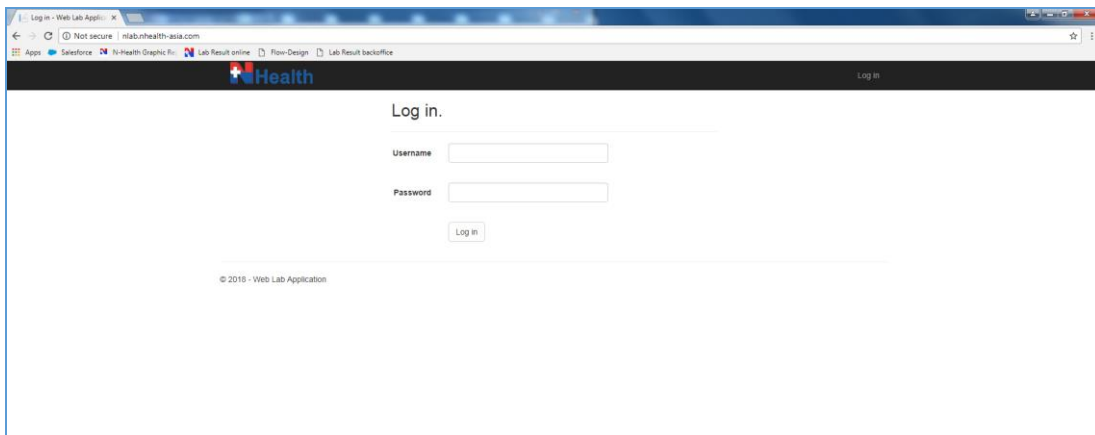 Log in - Web Lab Applic
Not secure nlab.nhealth-asia.com
Apps Salesforce N-Health Graphic Re Lab Result online Flow-Design Lab Result backoffice
N Health Log in
Log in.
Username
Password
Log in
© 2018 - Web Lab Application